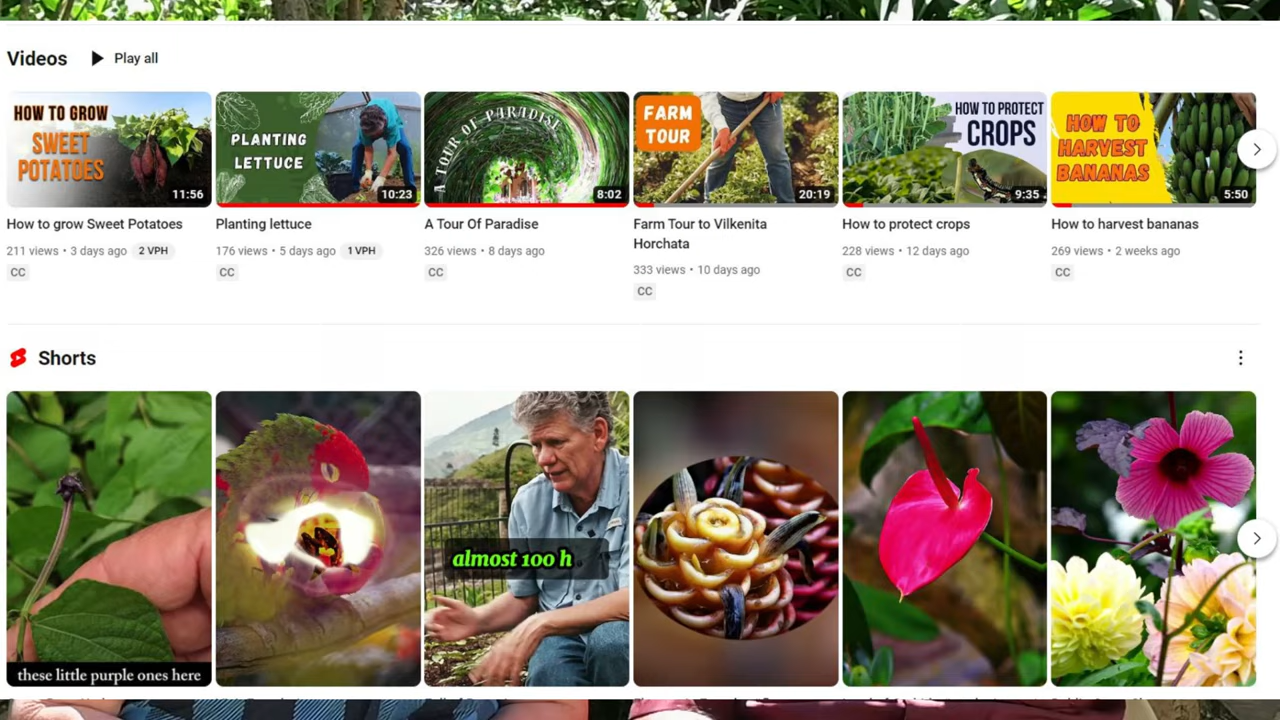 Videos Play all
HOW TO GROW
SWEET
POTATOES
11:56
PLANTING
LETTUCE
10:23
A TOUR OF PARADISE
8:02
FARM
TOUR
20:19
HOW TO PROTECT
CROPS
9:35
HOW TO
HARVEST
BANANAS
5:50
How to grow Sweet Potatoes
211 views • 3 days ago 2 VPH
CC
Planting lettuce
176 views • 5 days ago 1 VPH
CC
A Tour Of Paradise
326 views • 8 days ago
CC
Farm Tour to Vilkenita
Horchata
333 views • 10 days ago
CC
How to protect crops
228 views • 12 days ago
CC
How to harvest bananas
269 views • 2 weeks ago
CC
Shorts
these little purple ones here
almost 100 h